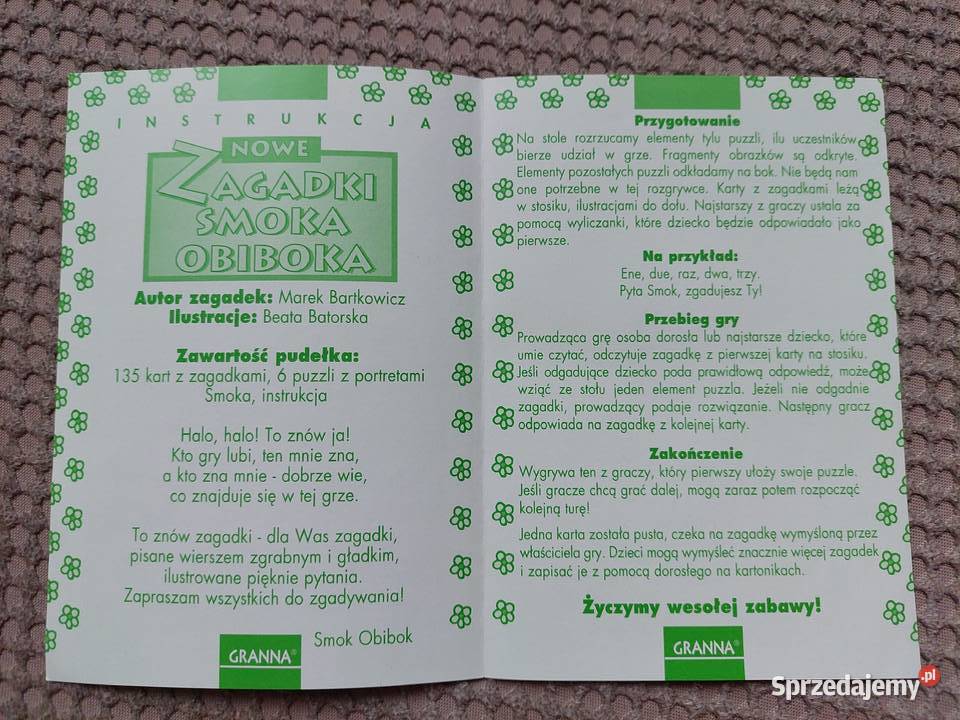 INSTRUKCJA
NOWE
ZAGADKI
SMOKA
OBIBOKA
Autor zagadek: Marek Bartkowicz
Ilustracje: Beata Batorska
Zawartość pudełka:
135 kart z zagadkami, 6 puzzli z portretami
Smoka, instrukcja
Halo, halo! To znów ja!
Kto gry lubi, ten mnie zna,
a kto zna mnie - dobrze wie,
co znajduje się w tej grze.
To znów zagadki - dla Was zagadki,
pisane wierszem zgrabnym i gładkim,
ilustrowane pięknie pytania.
Zapraszam wszystkich do zgadywania!
Smok Obibok
GRANNA®
Przygotowanie
Na stole rozrzucamy elementy tylu puzzli, ilu uczestników
bierze udział w grze. Fragmenty obrazków są odkryte.
Elementy pozostałych puzzli odkładamy na bok. Nie będą nam
one potrzebne w tej rozgrywce. Karty z zagadkami leżą
w stosiku, ilustracjami do dołu. Najstarszy z graczy ustala za
pomocą wyliczanki, które dziecko będzie odpowiadało jako
pierwsze.
Na przykład:
Ene, due, raz, dwa, trzy.
Pyta Smok, zgadujesz Ty!
Przebieg gry
Prowadząca grę osoba dorosła lub najstarsze dziecko, które
umie czytać, odczytuje zagadkę z pierwszej karty na stosiku.
Jeśli odgadujące dziecko poda prawidłową odpowiedź, może
wziąć ze stołu jeden element puzzla. Jeżeli nie odgadnie
zagadki, prowadzący podaje rozwiązanie. Następny gracz
odpowiada na zagadkę z kolejnej karty.
Zakończenie
Wygrywa ten z graczy, który pierwszy ułoży swoje puzzle.
Jeśli gracze chcą grać dalej, mogą zaraz potem rozpocząć
kolejną turę!
Jedna karta została pusta, czeka na zagadkę wymyśloną przez
właściciela gry. Dzieci mogą wymyśleć znacznie więcej zagadek
i zapisać je z pomocą dorosłego na kartonikach.
Życzymy wesołej zabawy!
GRANNA®
Sprzedajemy.pl